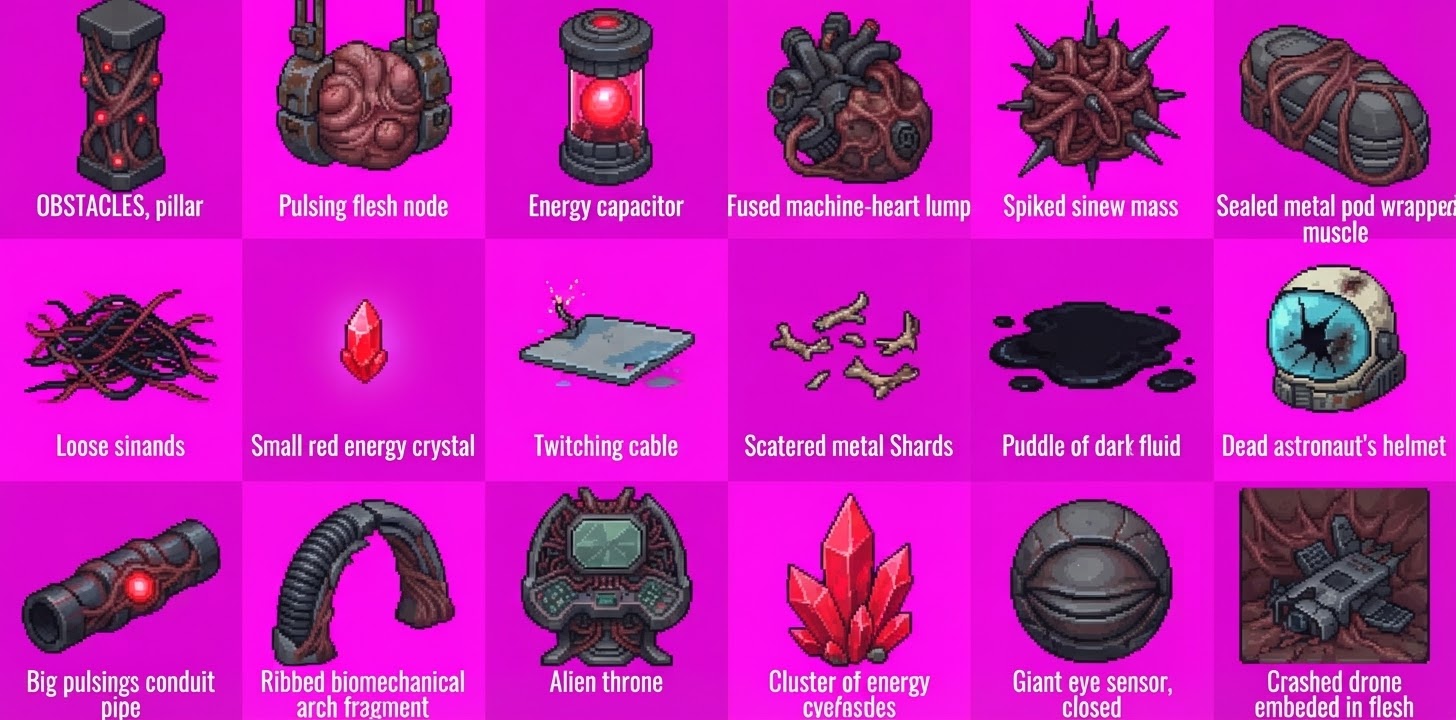 OBSTACLES, pillar
Pulsing flesh node
Energy capacitor
Fused machine-heart lump
Spiked sinew mass
Sealed metal pod wrapped
muscle
Loose sinands
Small red energy crystal
Twitching cable
Scatered metal Shards
Puddle of dark fluid
Dead astronaut's helmet
Big pulsings conduit
pipe
Ribbed biomechanical
arch fragment
Alien throne
Cluster of energy
Giant eye sensor,
closed
Crashed drone
embeded in flesh